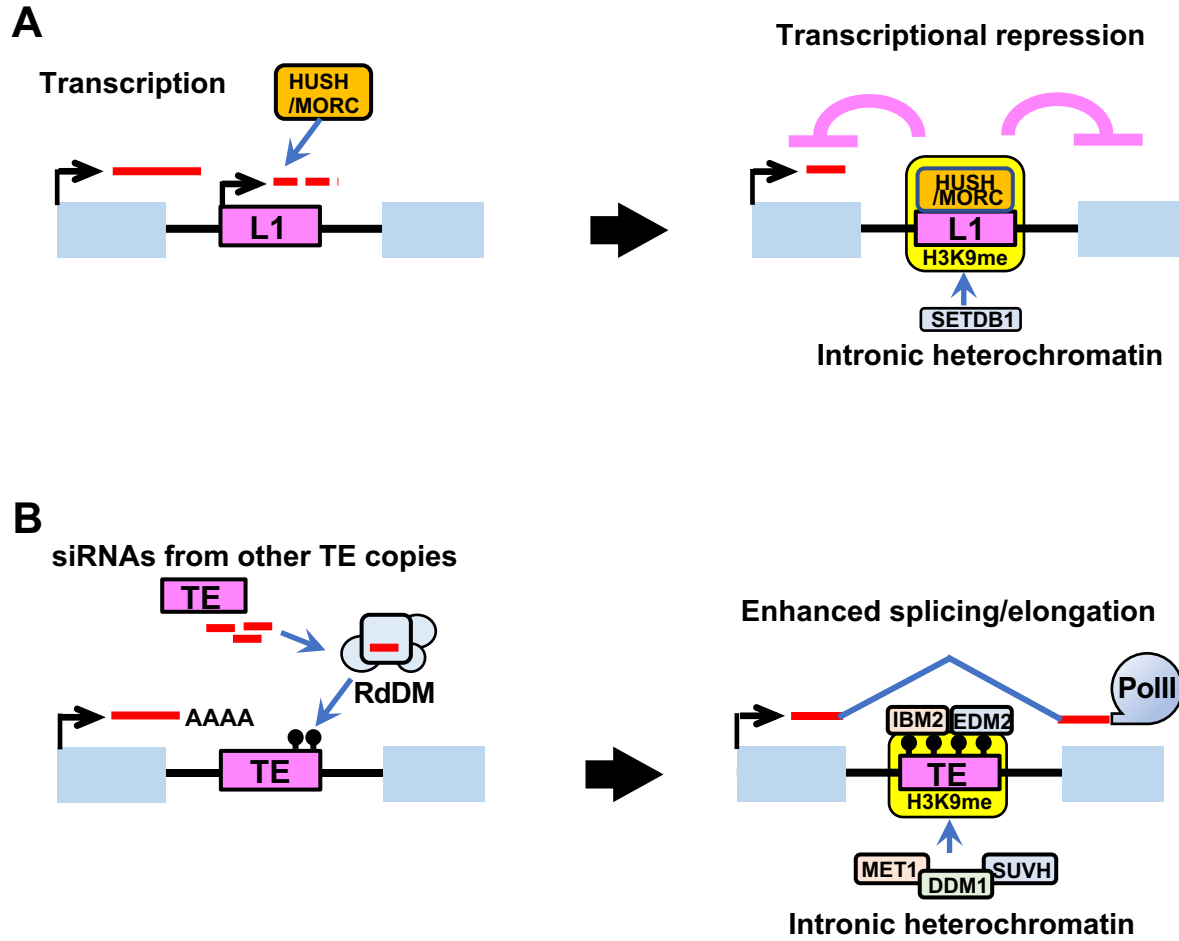 A
Transcription
HUSH
/MORC
L1
Transcriptional repression
HUSH
/MORC
L1
H3K9me
SETDB1
Intronic heterochromatin
B
siRNAs from other TE copies
TE
RdDM
AAAA
TE
Enhanced splicing/elongation
PolII
IBM2
EDM2
TE
H3K9me
MET1
DDM1
SUVH
Intronic heterochromatin